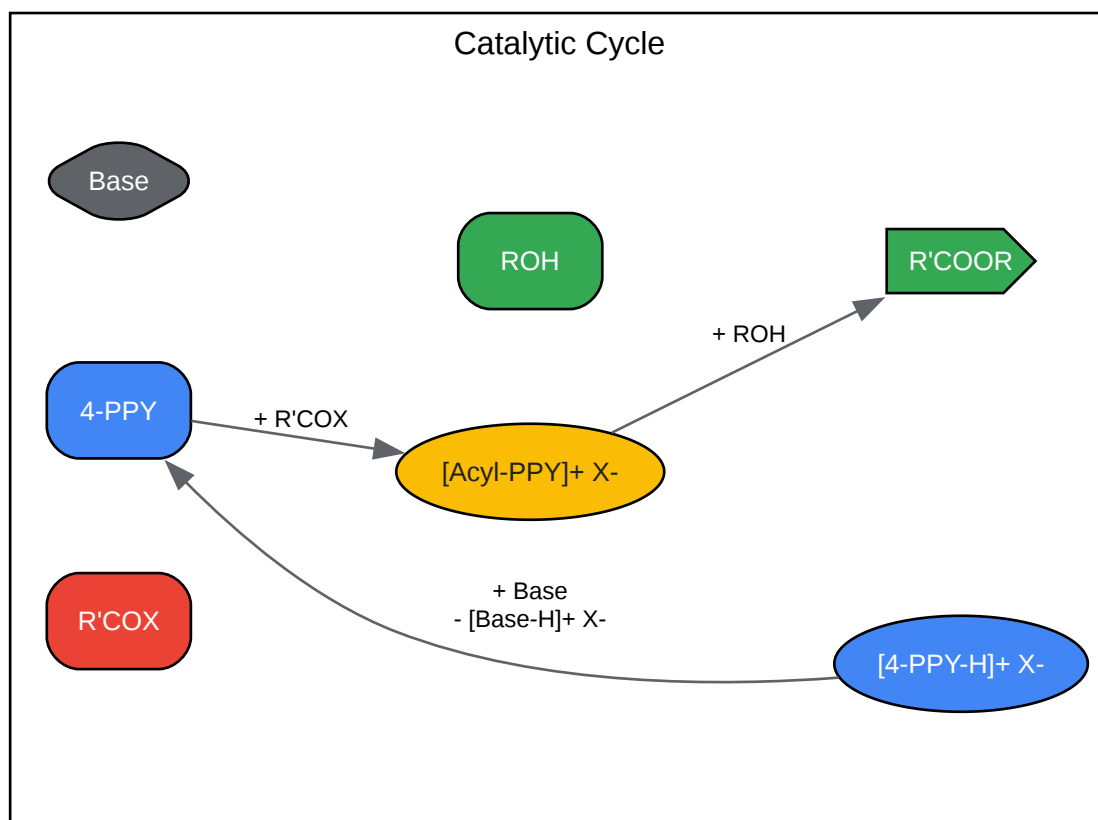 Catalytic Cycle
Base
ROH
R'COOR
+ ROH
4-PPY
+ R'COX
[Acyl-PPY]+ X-
+ Base
- [Base-H]+ X-
R'COX
[4-PPY-H]+ X-